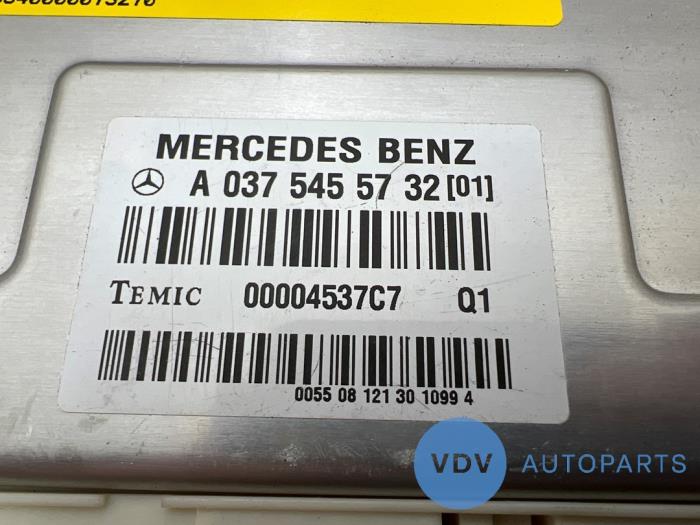 MERCEDES BENZ
A 037 545 57 32 [01]
TEMIC 00004537C7 Q1
0055 08 121 30 1099 4
VDV AUTOPARTS